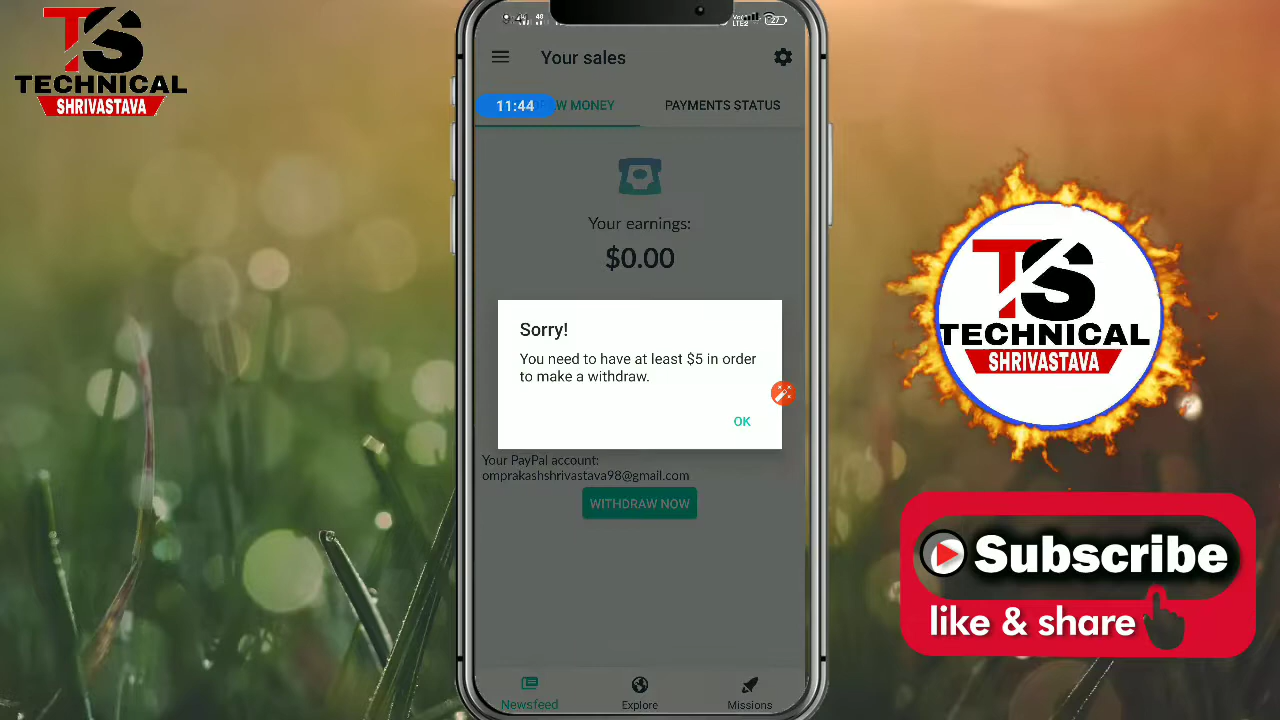 TS
TECHNICAL
SHRIVASTAVA
Your sales
11:44
W MONEY
PAYMENTS STATUS
Your earnings:
$0.00
Sorry!
You need to have at least $5 in order
to make a withdraw.
OK
Your PayPal account:
omprakashshrivastava98@gmail.com
WITHDRAW NOW
Newsfeed
Explore
Missions
TS
TECHNICAL
SHRIVASTAVA
Subscribe
like & share